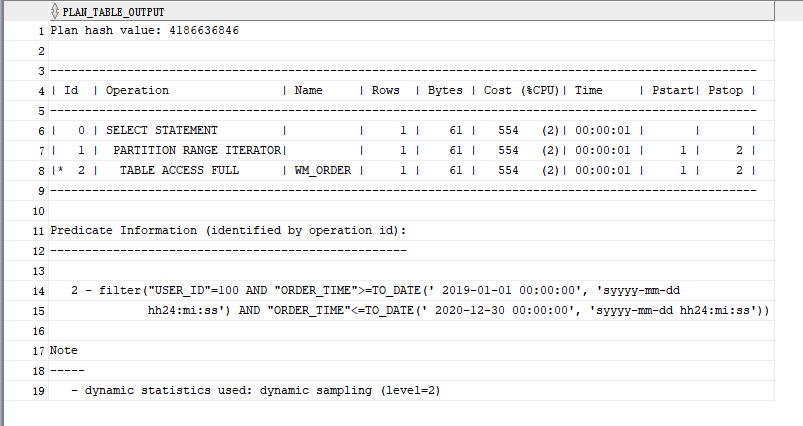 PLAN_TABLE_OUTPUT
1 Plan hash value: 4186636846
2
3 -------------------------------------------------------------------------------------------------------
4 | Id  | Operation                | Name     | Rows  | Bytes | Cost (%CPU)| Time     | Pstart| Pstop |
5 -------------------------------------------------------------------------------------------------------
6 |   0 | SELECT STATEMENT         |          |     1 |    61 |   554   (2)| 00:00:01 |       |       |
7 |   1 |  PARTITION RANGE ITERATOR|          |     1 |    61 |   554   (2)| 00:00:01 |     1 |     2 |
8 |*  2 |   TABLE ACCESS FULL      | WM_ORDER |     1 |    61 |   554   (2)| 00:00:01 |     1 |     2 |
9 -------------------------------------------------------------------------------------------------------
10
11 Predicate Information (identified by operation id):
12 ---------------------------------------------------
13
14    2 - filter("USER_ID"=100 AND "ORDER_TIME">=TO_DATE(' 2019-01-01 00:00:00', 'syyyy-mm-dd
15               hh24:mi:ss') AND "ORDER_TIME"<=TO_DATE(' 2020-12-30 00:00:00', 'syyyy-mm-dd hh24:mi:ss'))
16
17 Note
18 -----
19    - dynamic statistics used: dynamic sampling (level=2)